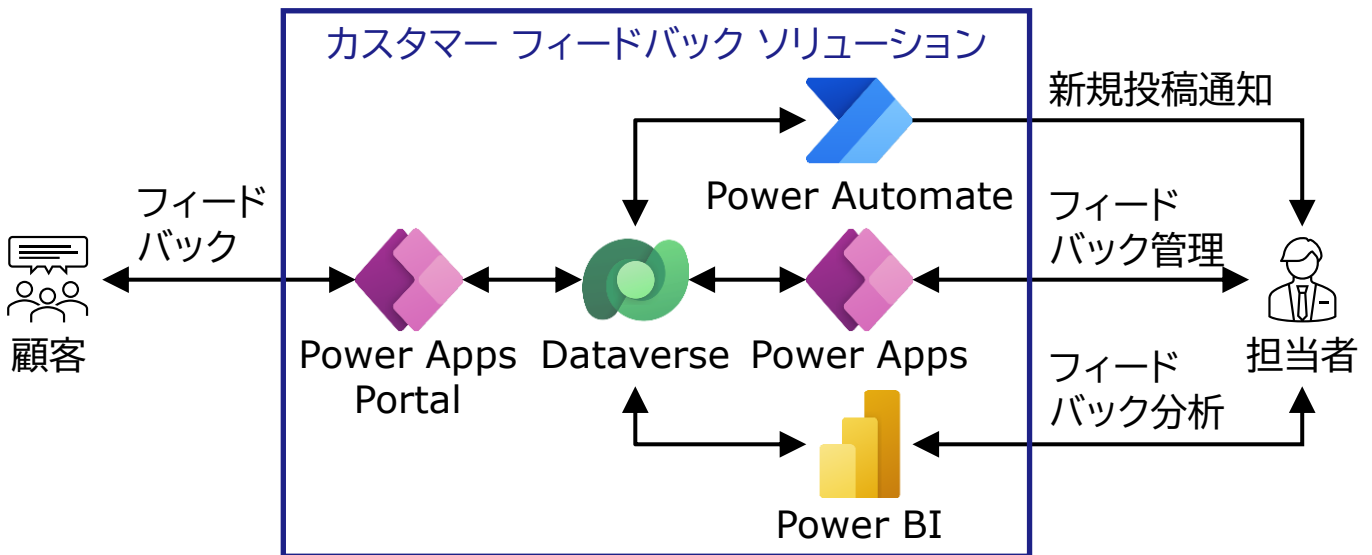 カスタマー フィードバック ソリューション
新規投稿通知
Power Automate
フィード
バック
フィード
バック管理
顧客
Power Apps
Portal
Dataverse
Power Apps
担当者
フィード
バック分析
Power BI